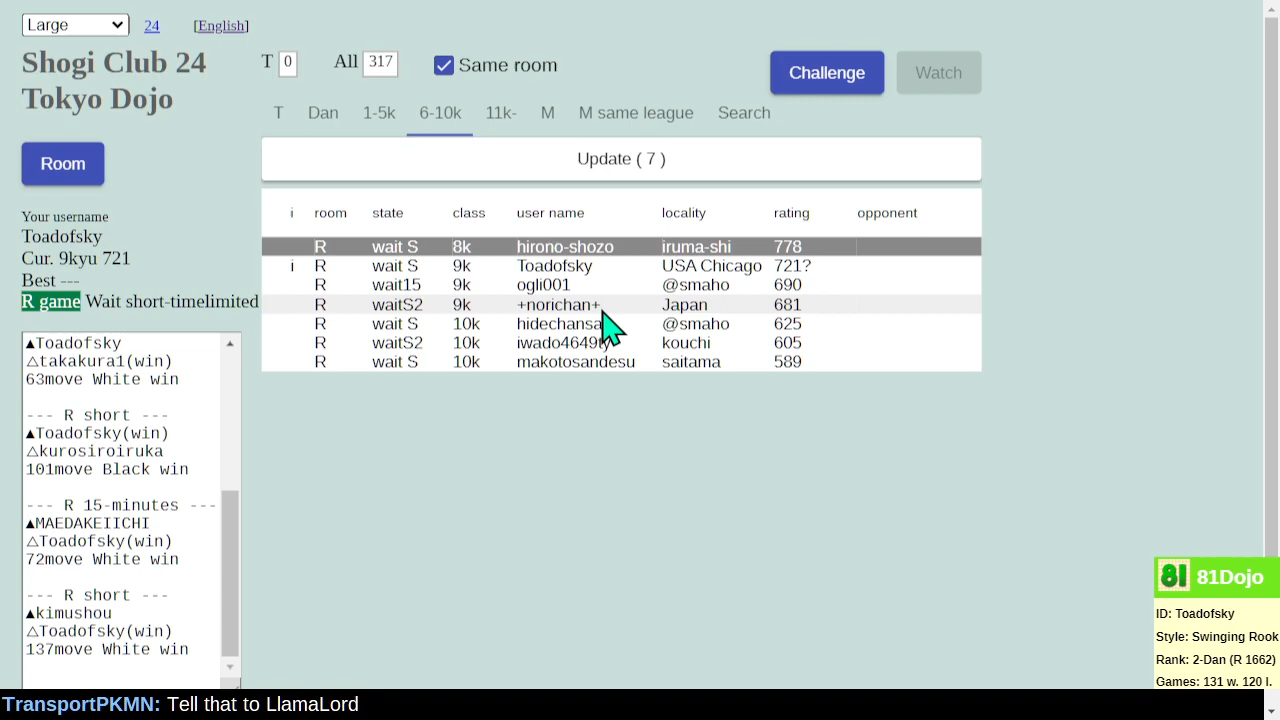 Large 24 [English]
Shogi Club 24
Tokyo Dojo
T 0 All 317 Same room
Challenge Watch
T Dan 1-5k 6-10k 11k- M M same league Search
Room
Update ( 7 )
Your username
Toadofsky
Cur. 9kyu 721
Best ---
R game Wait short-timelimited
i room state class user name locality rating opponent
R wait S 8k hirono-shozo iruma-shi 778
i R wait S 9k Toadofsky USA Chicago 721?
R wait15 9k ogli001 @smaho 690
R waitS2 9k +norichan+ Japan 681
R wait S 10k hidechansa @smaho 625
R waitS2 10k kouchi 605
R wait S 10k makotosandesu saitama 589
▲Toadofsky
△takakura1(win)
63move White win
--- R short ---
▲Toadofsky(win)
△kurosiroiruka
101move Black win
--- R 15-minutes ---
▲MAEDAKEIICHI
△Toadofsky(win)
72move White win
--- R short ---
▲kimushou
△Toadofsky(win)
137move White win
81 81Dojo
ID: Toadofsky
Style: Swinging Rook
Rank: 2-Dan (R 1662)
Games: 131 w. 120 l.
TransportPKMN: Tell that to LlamaLord